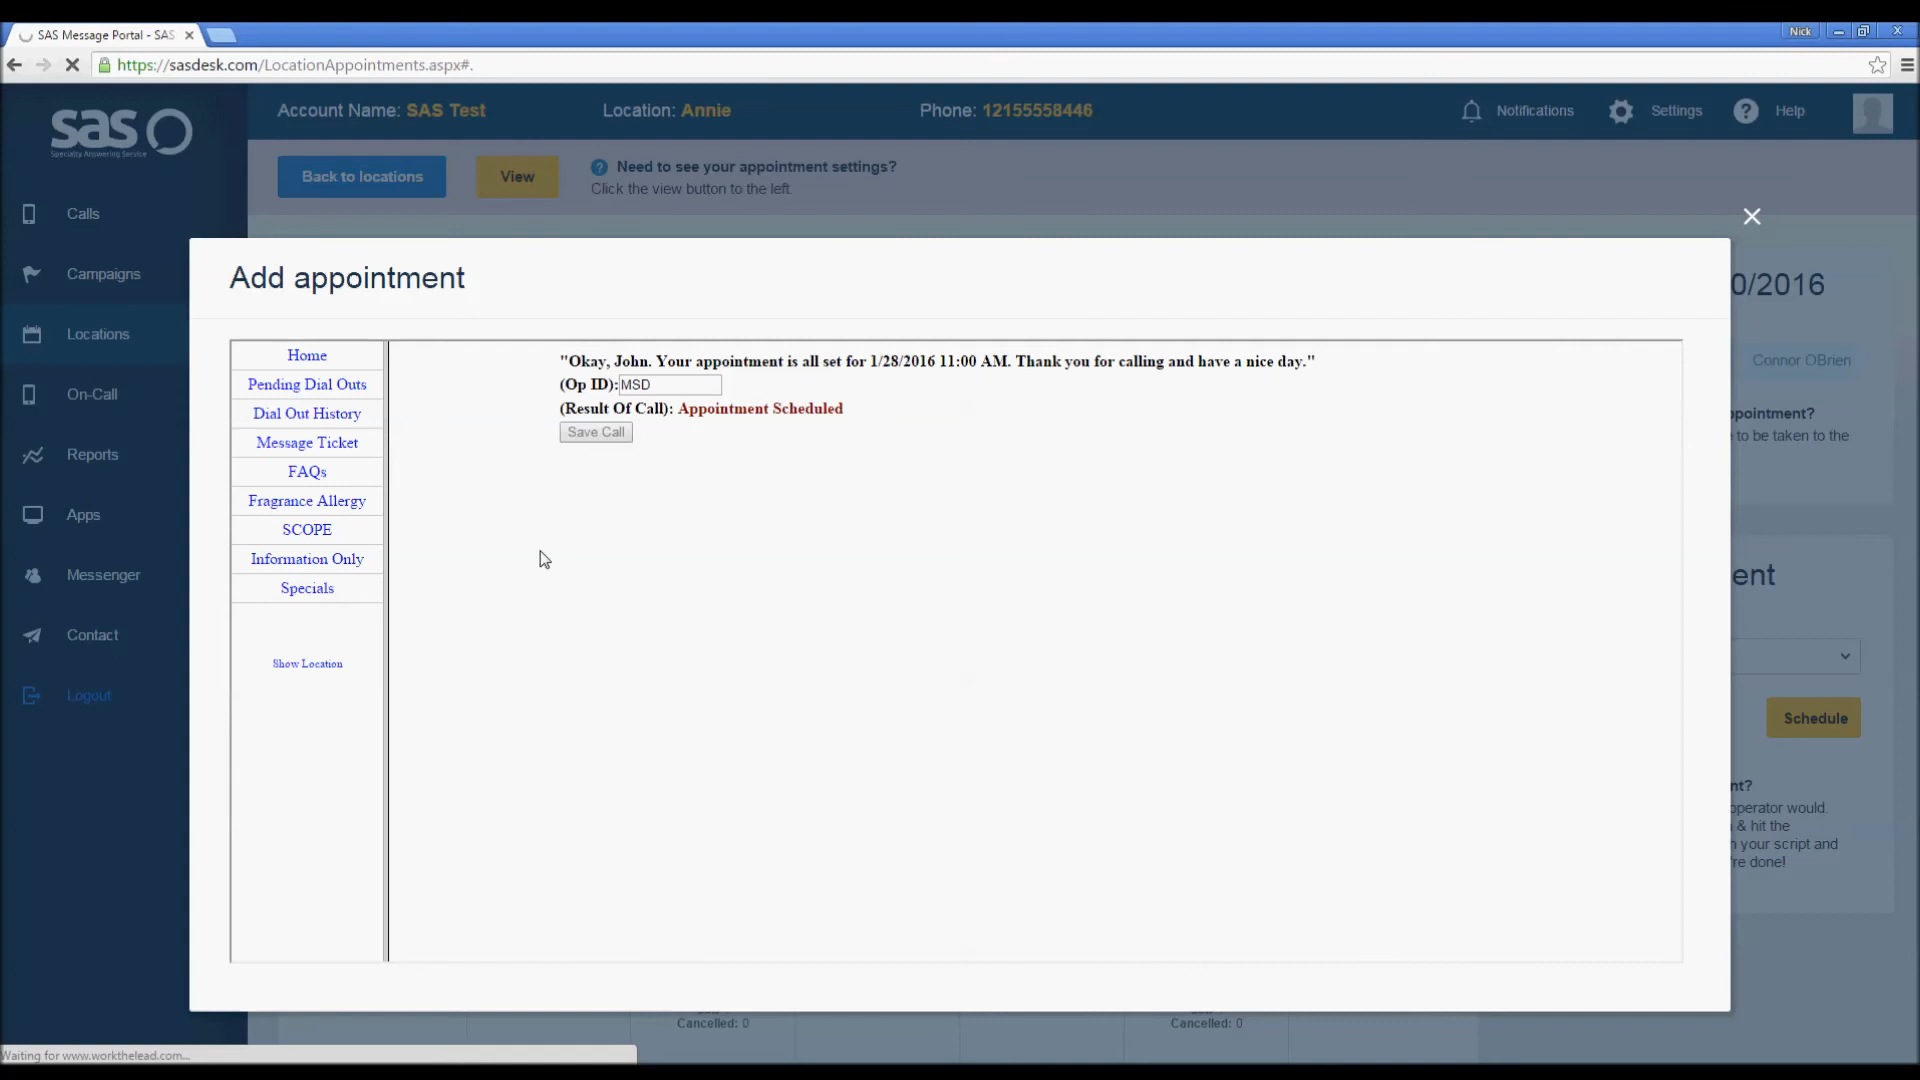 SAS Message Portal - SAS
Nick
https://sasdesk.com/LocationAppointments.aspx#.
sas
Specialty Answering Service
Account Name: SAS Test
Location: Annie
Phone: 12155558446
Notifications
Settings
Help
Back to locations
View
Need to see your appointment settings?
Click the view button to the left.
Calls
Campaigns
Locations
On-Call
Reports
Apps
Messenger
Contact
Logout
Add appointment
Home
Pending Dial Outs
Dial Out History
Message Ticket
FAQs
Fragrance Allergy
SCOPE
Information Only
Specials
Show Location
"Okay, John. Your appointment is all set for 1/28/2016 11:00 AM. Thank you for calling and have a nice day."
(Op ID): MSD
(Result Of Call): Appointment Scheduled
Save Call
0/2016
Connor OBrien
ppointment?
e to be taken to the
ent
Schedule
nt?
operator would.
& hit the
n your script and
're done!
Cancelled: 0
Cancelled: 0
Waiting for www.workthelead.com...